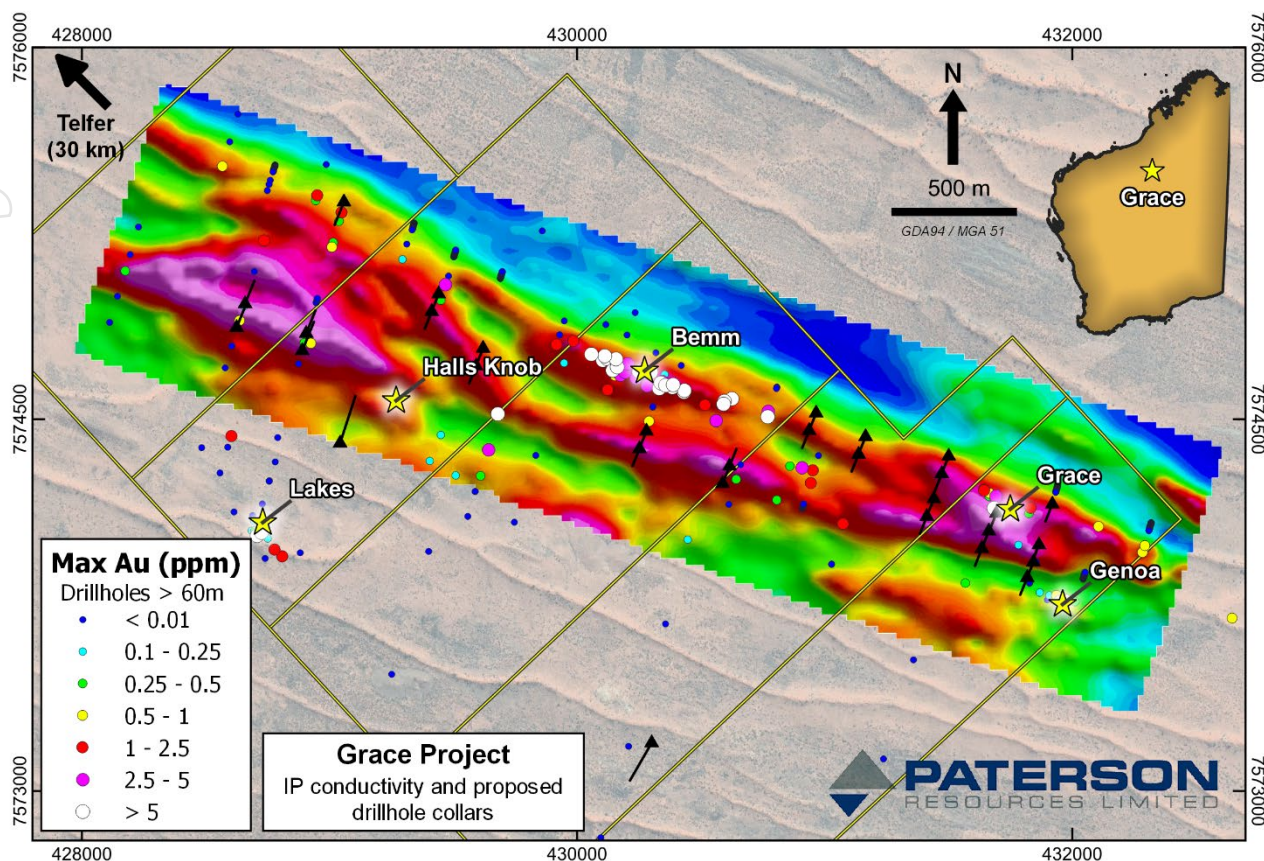 428000
430000
432000
7576000
7576000
Telfer
(30 km)
N
500 m
GDA94 / MGA 51
Grace
Bemm
Halls Knob
7574500
7574500
Lakes
Grace
Genoa
Max Au (ppm)
Drillholes > 60m
< 0.01
0.1 - 0.25
0.25 - 0.5
0.5 - 1
1 - 2.5
2.5 - 5
> 5
Grace Project
IP conductivity and proposed
drillhole collars
PATERSON
RESOURCES LIMITED
7573000
7573000
428000
430000
432000